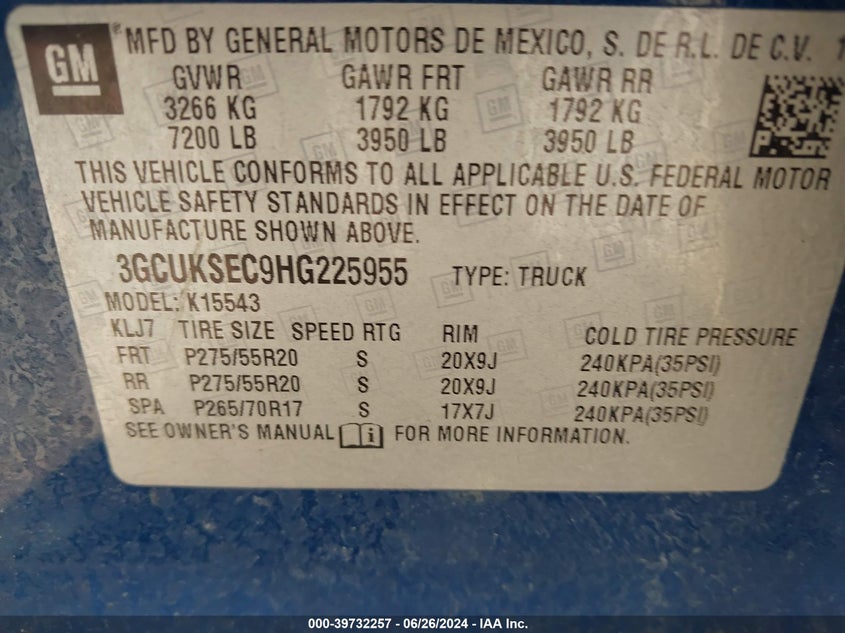 GM ® MFD BY GENERAL MOTORS DE MEXICO, S. DE R.L. DE C.V. 1
GVWR GAWR FRT GAWR RR
3266 KG 1792 KG 1792 KG
7200 LB 3950 LB 3950 LB
THIS VEHICLE CONFORMS TO ALL APPLICABLE U.S. FEDERAL MOTOR
VEHICLE SAFETY STANDARDS IN EFFECT ON THE DATE OF
MANUFACTURE SHOWN ABOVE.
3GCUKSEC9HG225955 TYPE: TRUCK
MODEL: K15543
KLJ7 TIRE SIZE SPEED RTG RIM COLD TIRE PRESSURE
FRT P275/55R20 S 20X9J 240KPA(35PSI)
RR P275/55R20 S 20X9J 240KPA(35PSI)
SPA P265/70R17 S 17X7J 240KPA(35PSI)
SEE OWNER'S MANUAL i FOR MORE INFORMATION.
000-39732257 - 06/26/2024 - IAA Inc.